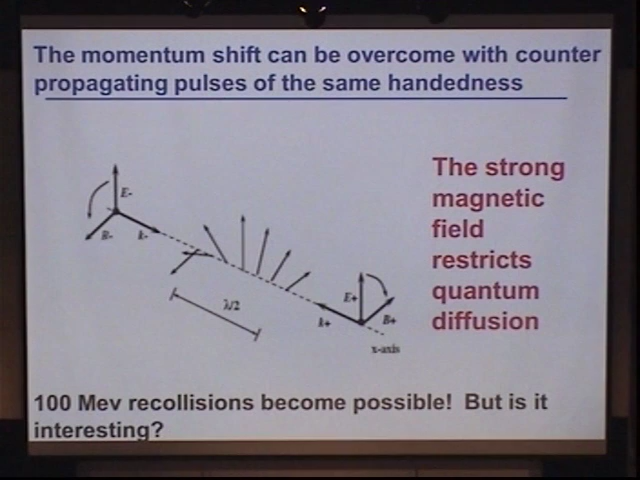 The momentum shift can be overcome with counter
propagating pulses of the same handedness
The strong
magnetic
field
restricts
quantum
diffusion
E-
B-
k-
λ/2
E+
B+
k+
x-axis
100 Mev recollisions become possible! But is it
interesting?